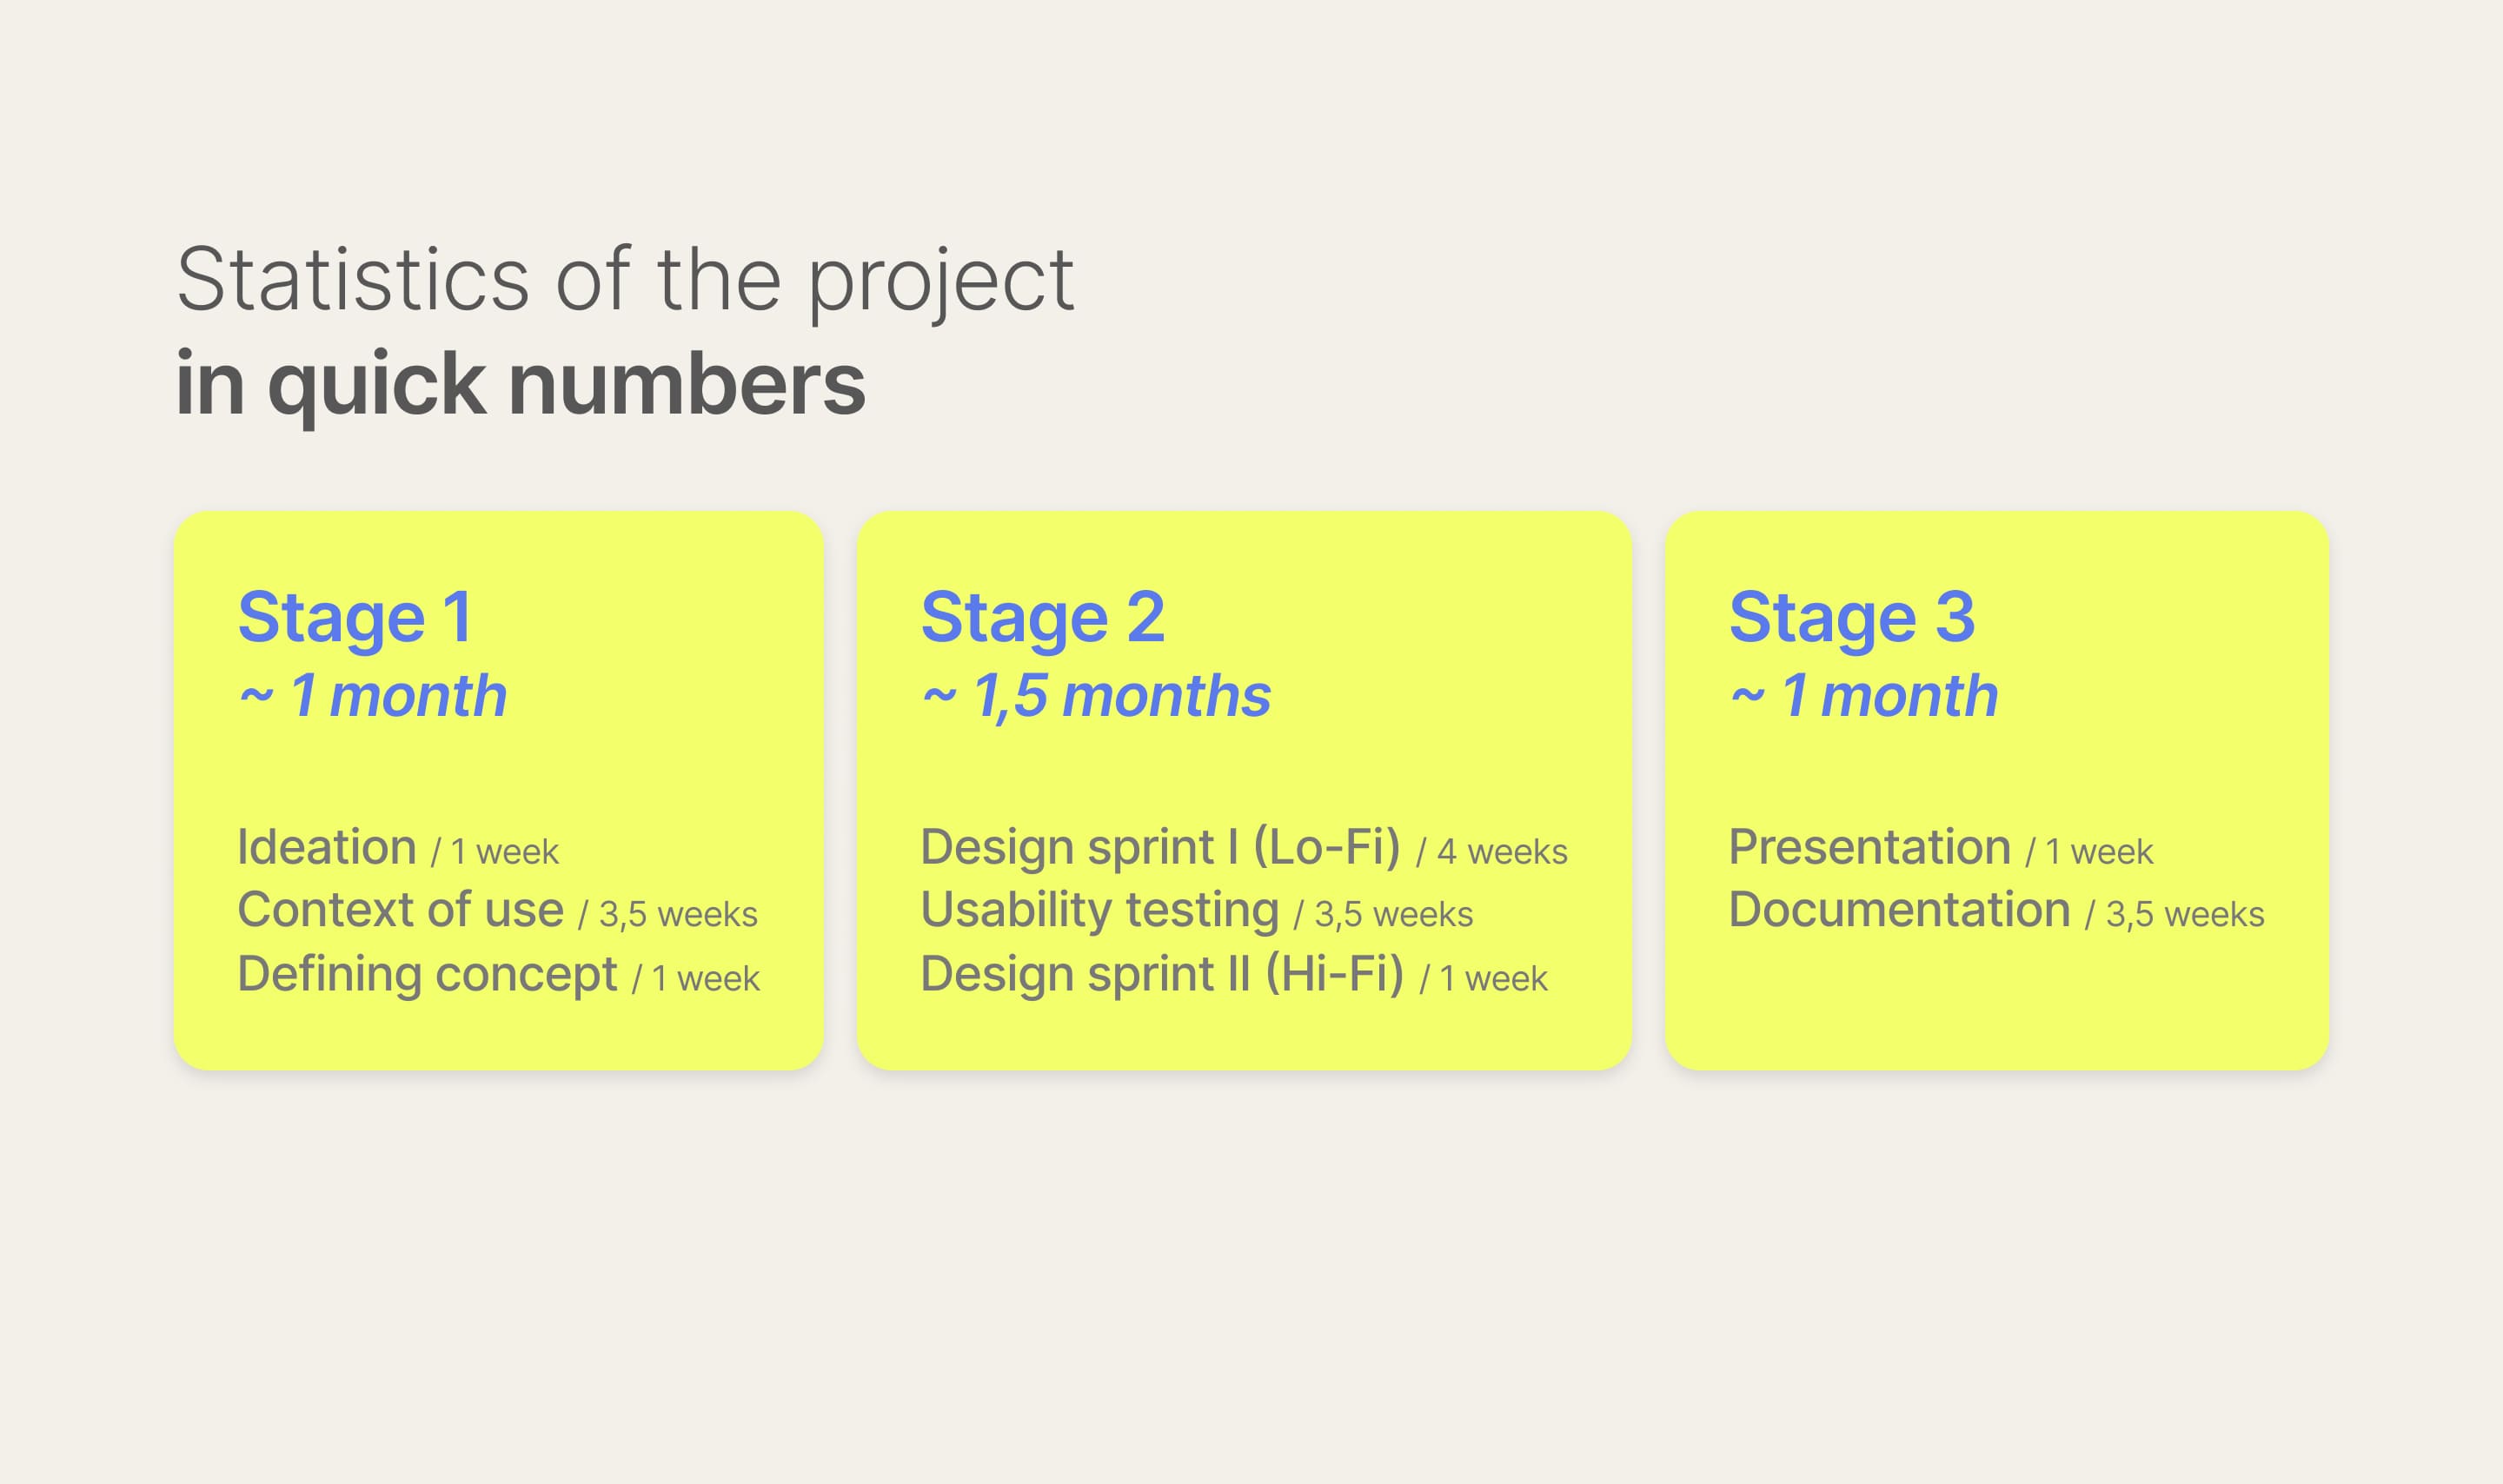 Statistics of the project
in quick numbers
Stage 1
~ 1 month
Ideation / 1 week
Context of use / 3,5 weeks
Defining concept / 1 week
Stage 2
~ 1,5 months
Design sprint I (Lo-Fi) / 4 weeks
Usability testing / 3,5 weeks
Design sprint II (Hi-Fi) / 1 week
Stage 3
~ 1 month
Presentation / 1 week
Documentation / 3,5 weeks